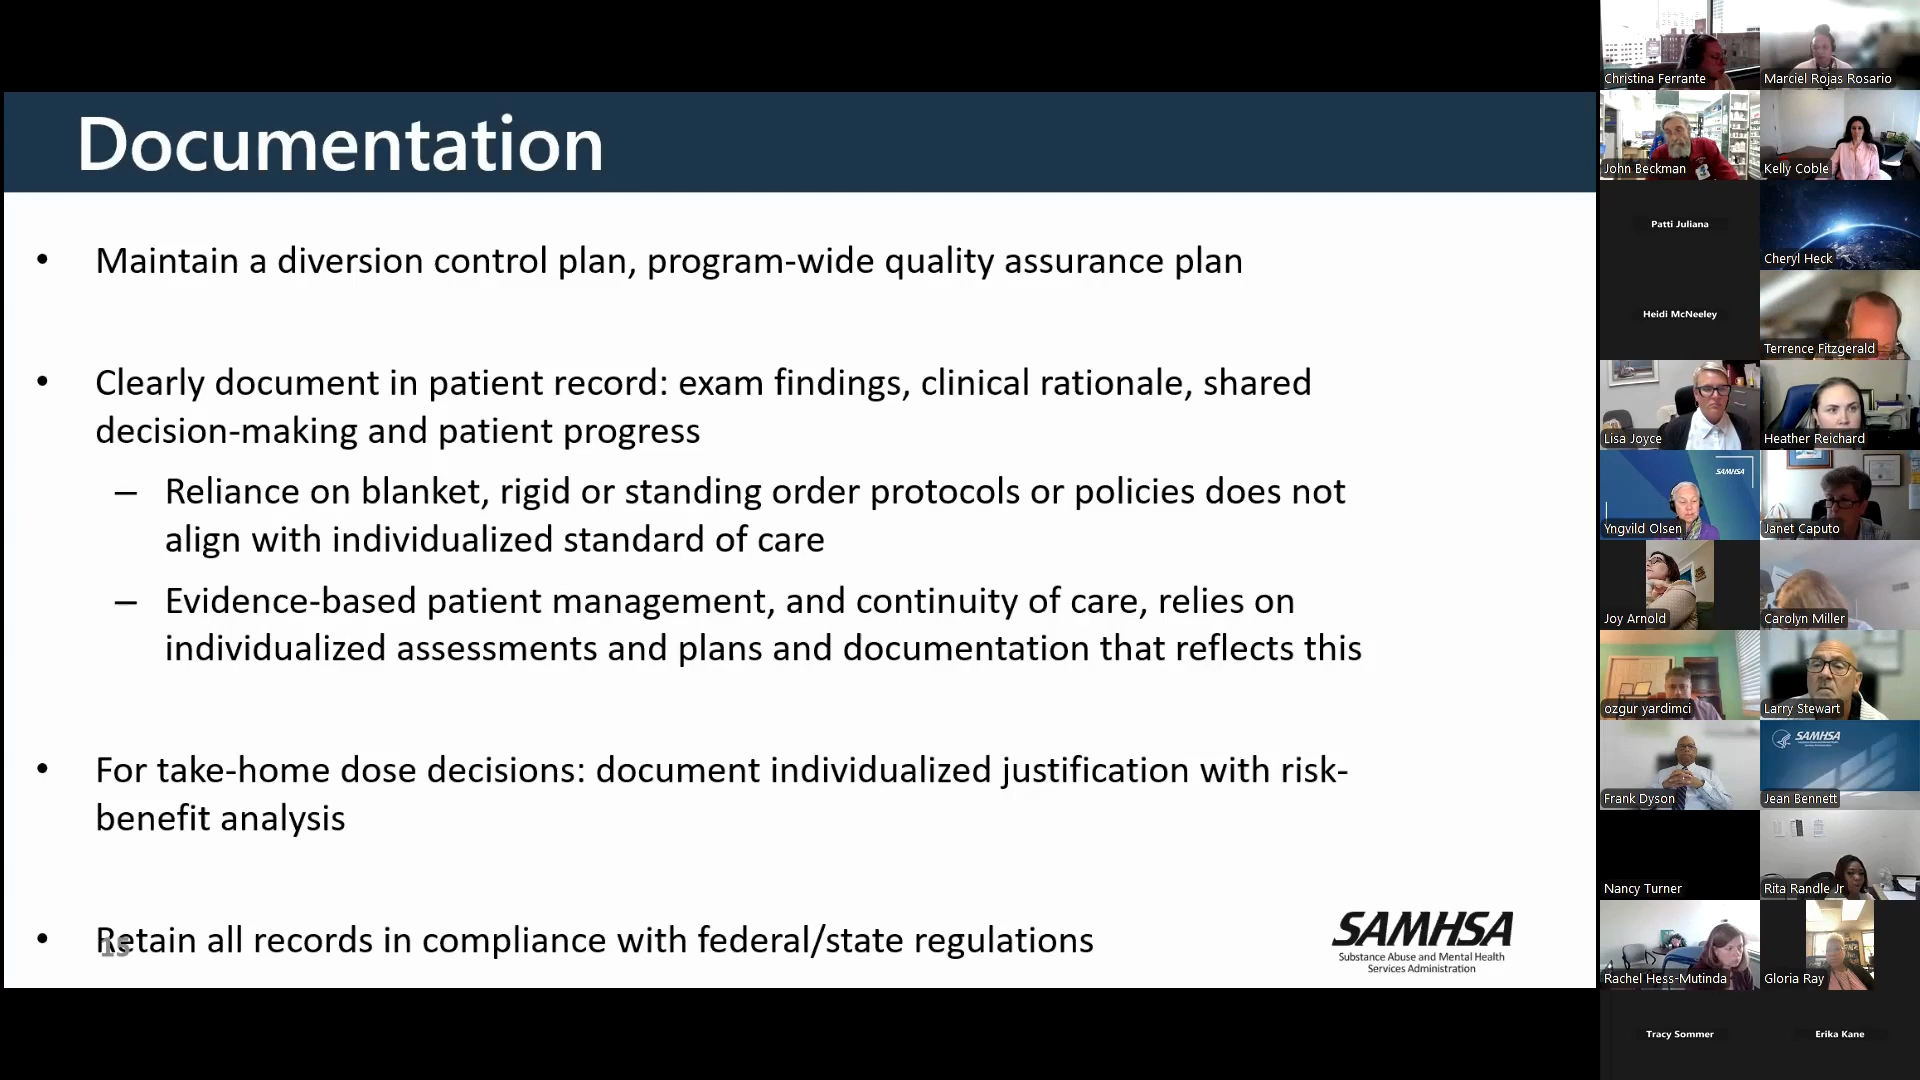 Documentation
• Maintain a diversion control plan, program-wide quality assurance plan
• Clearly document in patient record: exam findings, clinical rationale, shared
decision-making and patient progress
– Reliance on blanket, rigid or standing order protocols or policies does not
align with individualized standard of care
– Evidence-based patient management, and continuity of care, relies on
individualized assessments and plans and documentation that reflects this
• For take-home dose decisions: document individualized justification with risk-
benefit analysis
• Retain all records in compliance with federal/state regulations
15
SAMHSA
Substance Abuse and Mental Health
Services Administration
Christina Ferrante
Marciel Rojas Rosario
John Beckman
Kelly Coble
Patti Juliana
Cheryl Heck
Heidi McNeeley
Terrence Fitzgerald
Lisa Joyce
Heather Reichard
SAMHSA
Yngvild Olsen
Janet Caputo
Joy Arnold
Carolyn Miller
ozgur yardimci
Larry Stewart
Frank Dyson
SAMHSA
Jean Bennett
Nancy Turner
Rita Randle Jr
Rachel Hess-Mutinda
Gloria Ray
Tracy Sommer
Erika Kane